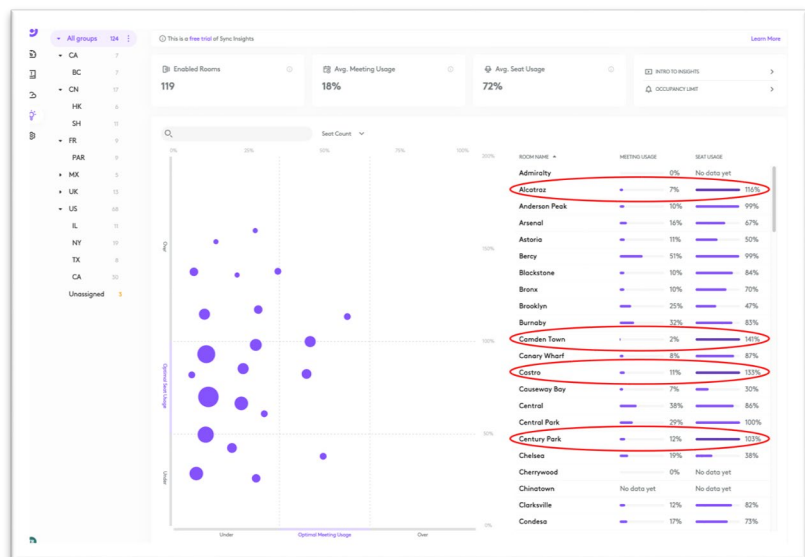 All groups 124
CA 7
BC 7
CN 17
HK 6
SH 11
FR 9
PAR 9
MX 5
UK 13
US 68
IL 11
NY 19
TX 8
CA 30
Unassigned 5
This is a free trial of Sync Insights
Learn More
Enabled Rooms
119
Avg. Meeting Usage
18%
Avg. Seat Usage
72%
INTRO TO INSIGHTS
OCCUPANCY LIMIT
Seat Count
0% 25% 50% 75% 100%
200%
150%
100%
50%
0%
Over
Optimal Seat Usage
Under
Under Optimal Meeting Usage Over
ROOM NAME MEETING USAGE SEAT USAGE
Admiralty 0% No data yet
Alcatraz 7% 116%
Anderson Peak 10% 99%
Arsenal 16% 67%
Astoria 11% 50%
Bercy 51% 99%
Blackstone 10% 84%
Bronx 10% 70%
Brooklyn 25% 47%
Burnaby 32% 83%
Camden Town 2% 141%
Canary Wharf 8% 87%
Castro 11% 133%
Causeway Bay 7% 30%
Central 38% 86%
Central Park 29% 100%
Century Park 12% 103%
Chelsea 19% 38%
Cherrywood 0% No data yet
Chinatown No data yet No data yet
Clarksville 12% 82%
Condesa 17% 73%